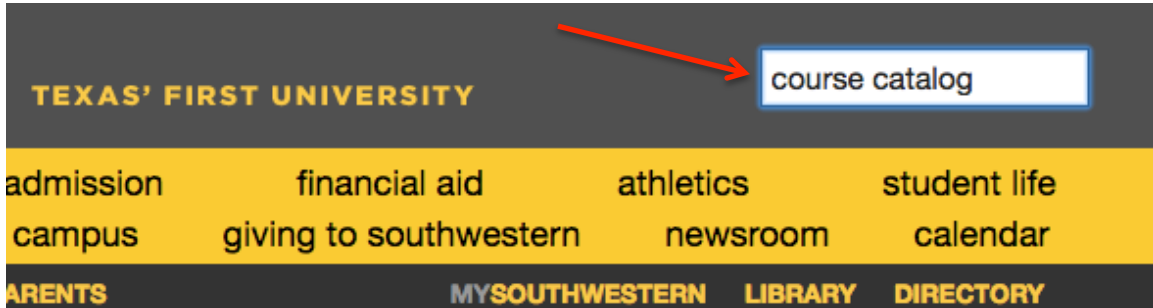 course catalog
TEXAS’ FIRST UNIVERSITY
admission financial aid athletics student life
campus giving to southwestern newsroom calendar
ARENTS MYSOUTHWESTERN LIBRARY DIRECTORY